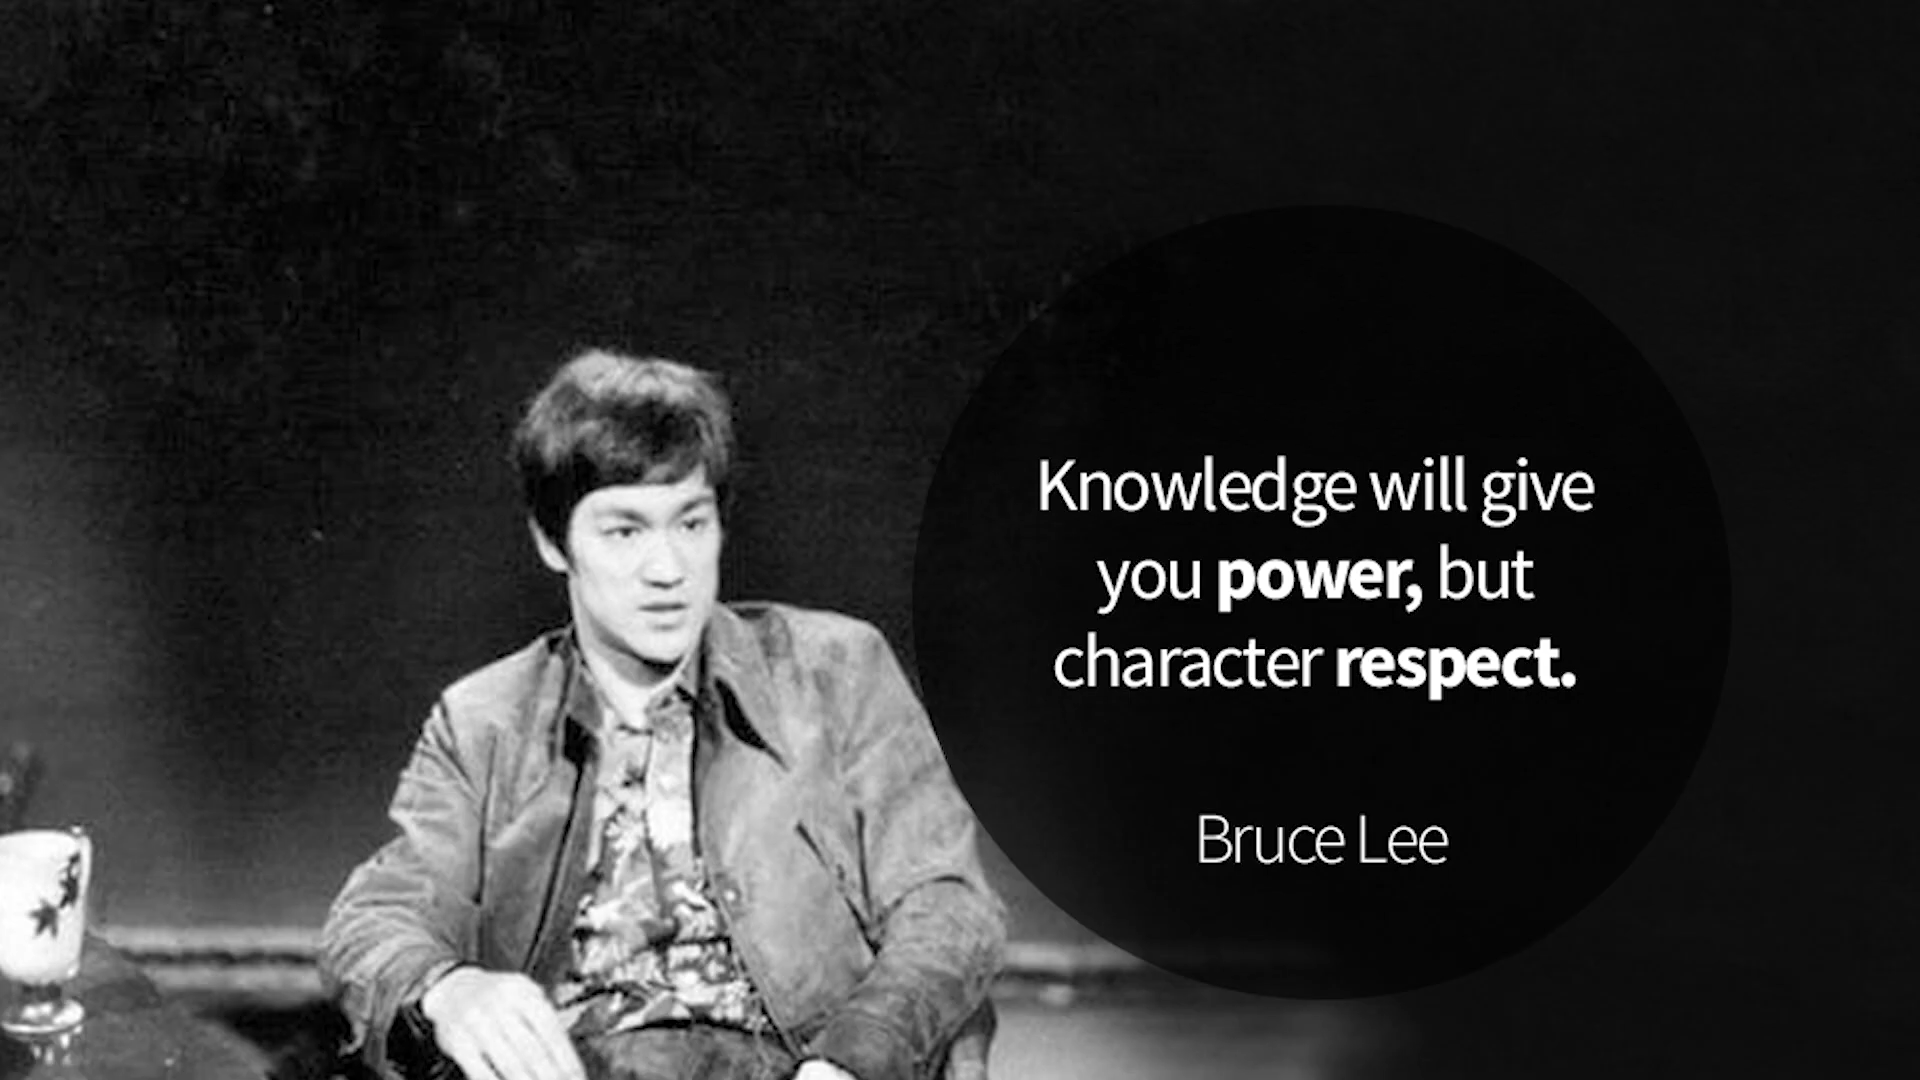 Knowledge will give
you power, but
character respect.
Bruce Lee